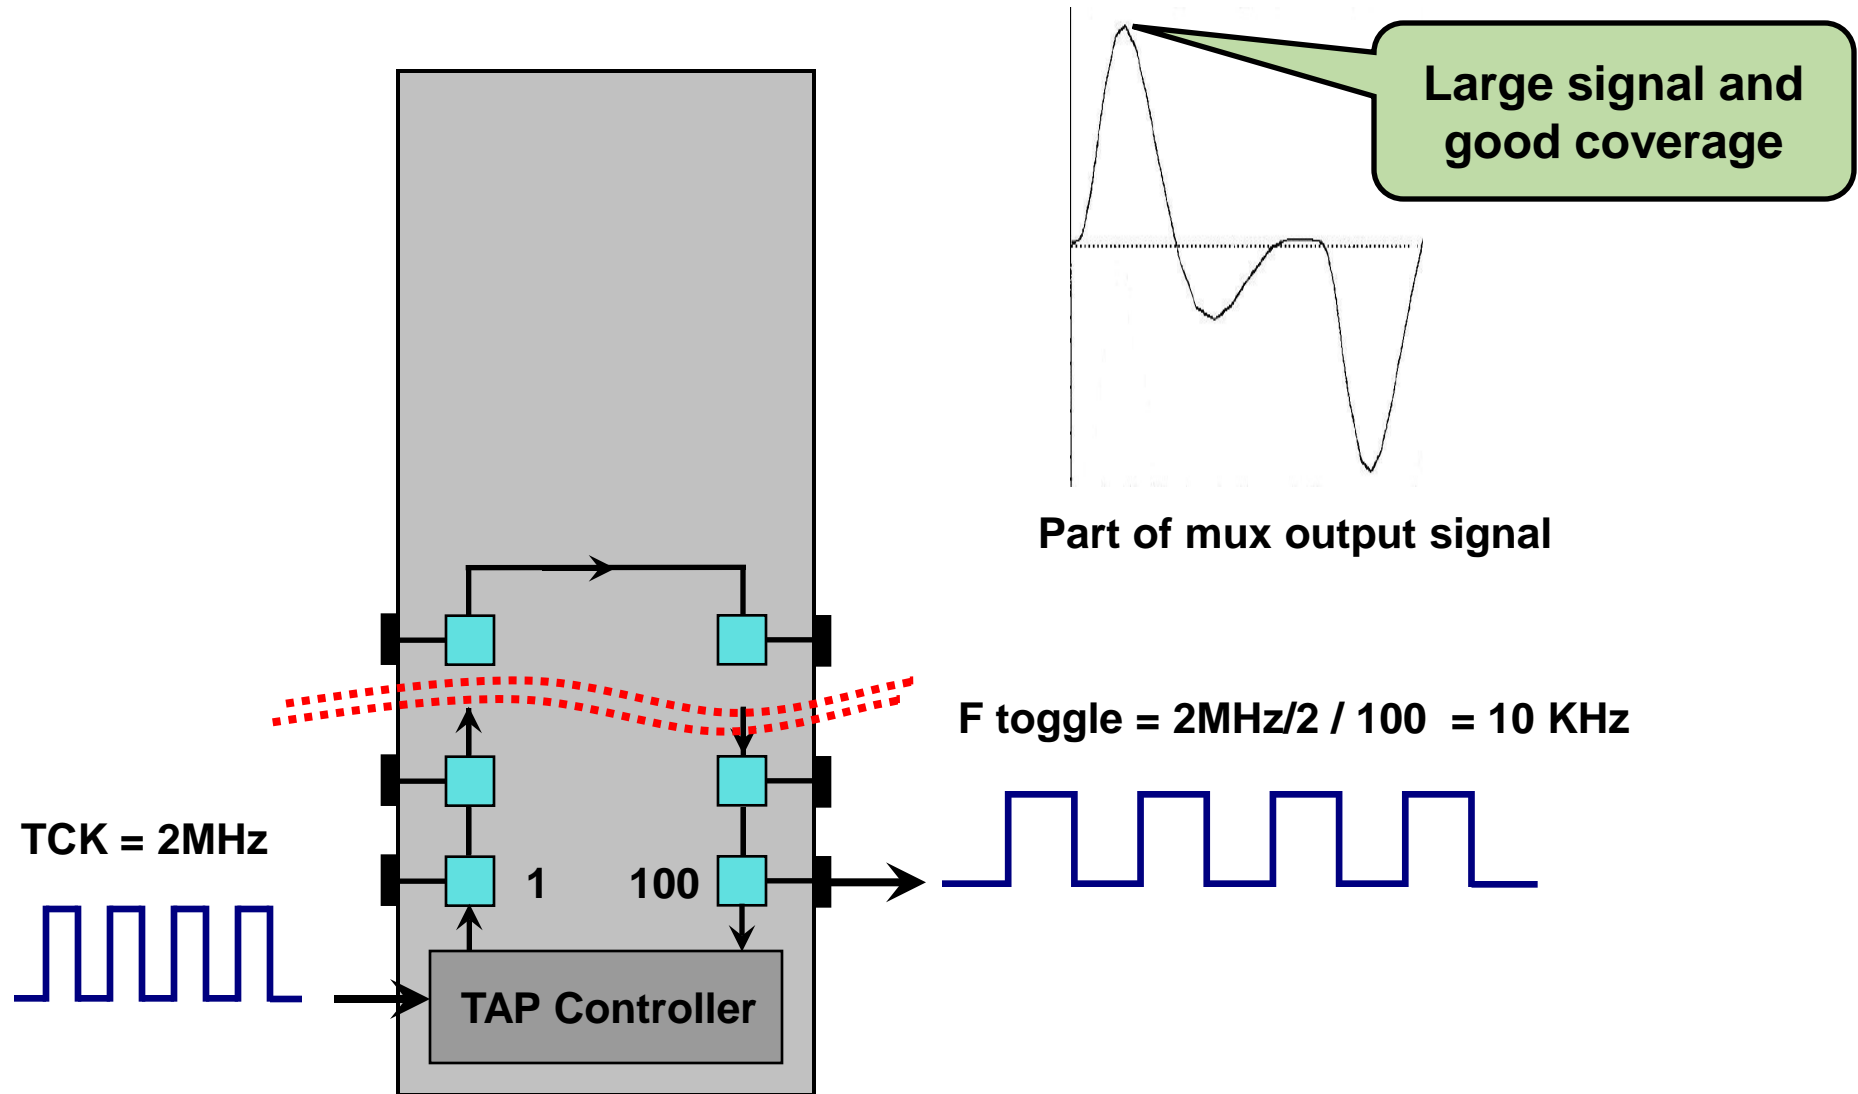 Large signal and
good coverage
Part of mux output signal
F toggle = 2MHz/2 / 100  = 10 KHz
TCK = 2MHz
1
100
TAP Controller